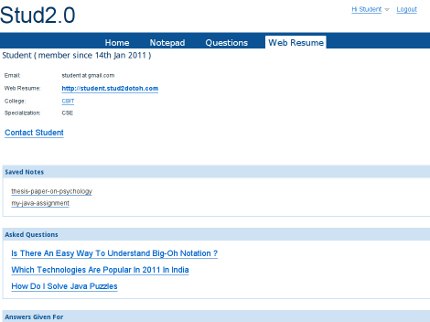 Stud2.0
Hi Student Logout
Home Notepad Questions Web Resume
Student ( member since 14th Jan 2011 )
Email: student at gmail.com
Web Resume: http://student.stud2dotoh.com
College: CBIT
Specialization: CSE
Contact Student
Saved Notes
thesis-paper-on-psychology
my-java-assignment
Asked Questions
Is There An Easy Way To Understand Big-Oh Notation ?
Which Technologies Are Popular In 2011 In India
How Do I Solve Java Puzzles
Answers Given For